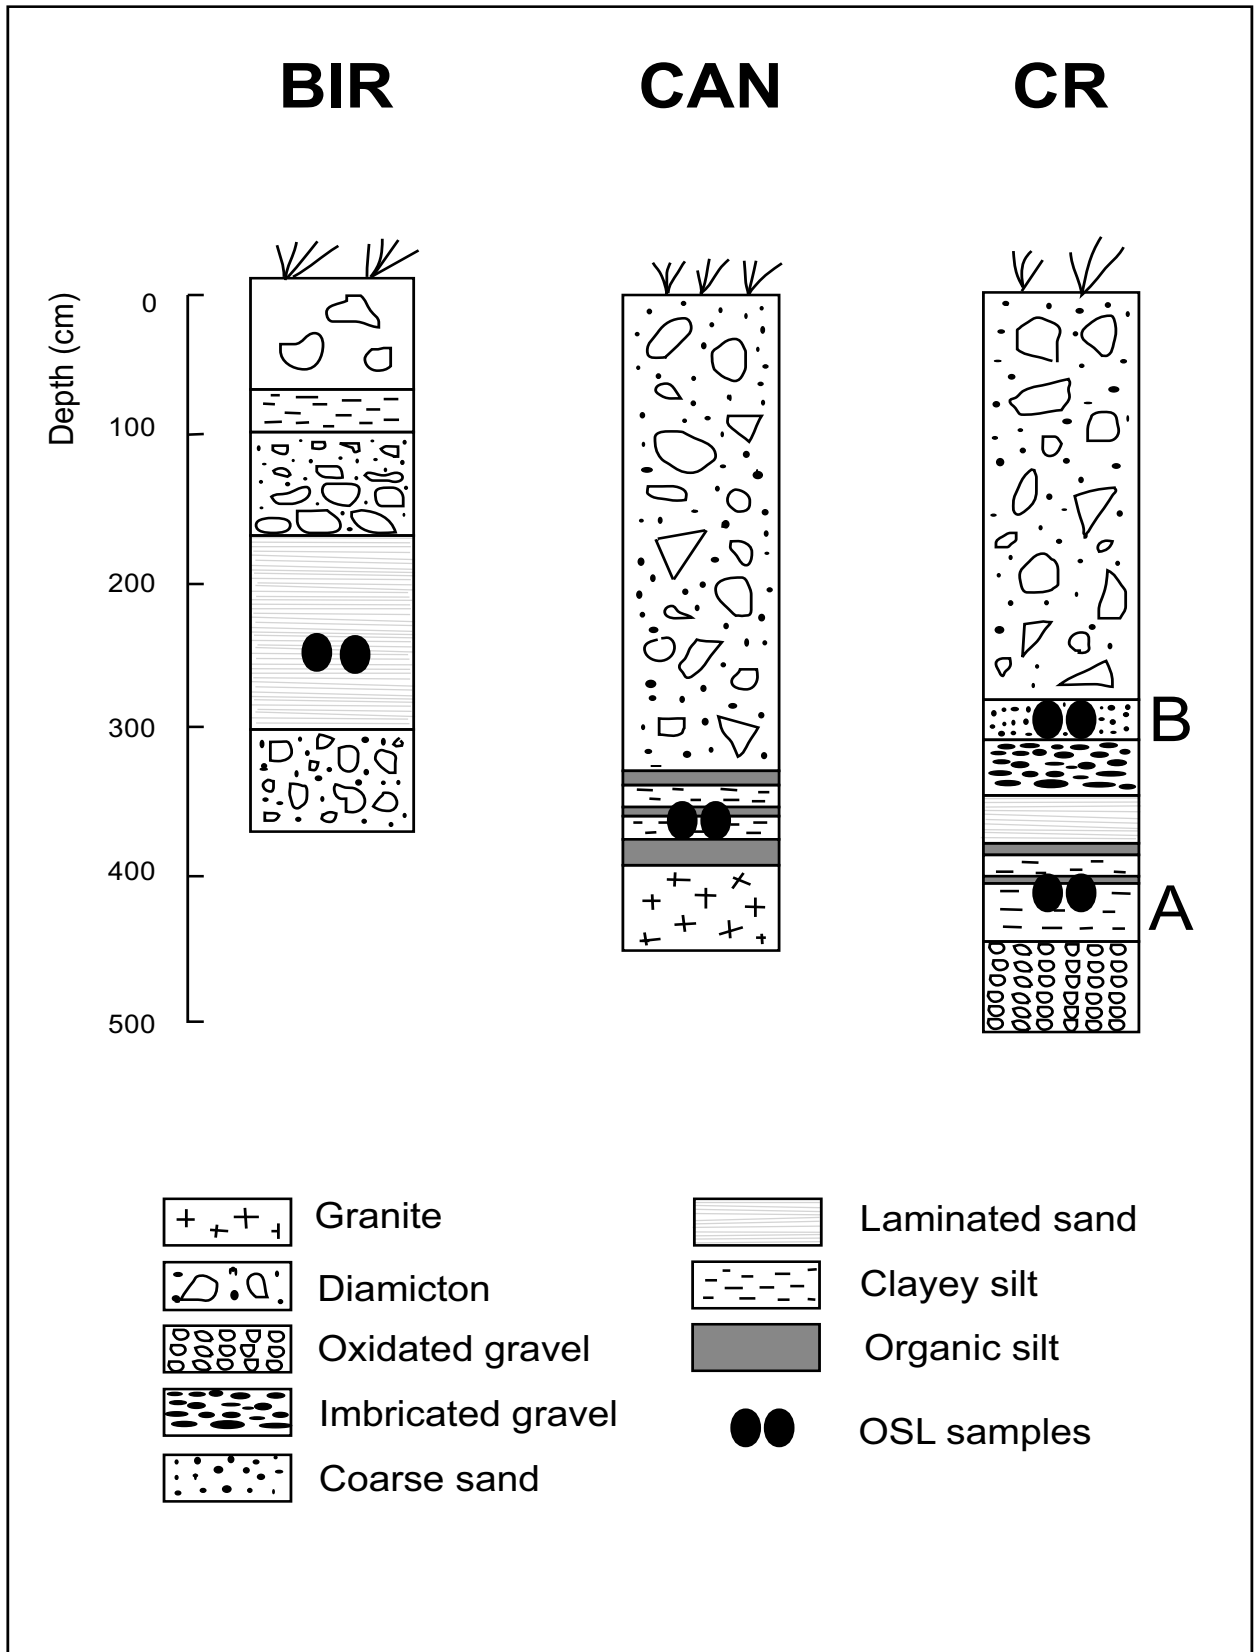 BIR CAN CR
Depth (cm)
0
100
200
300
400
500
B
A
Granite
Diamicton
Oxidated gravel
Imbricated gravel
Coarse sand
Laminated sand
Clayey silt
Organic silt
OSL samples